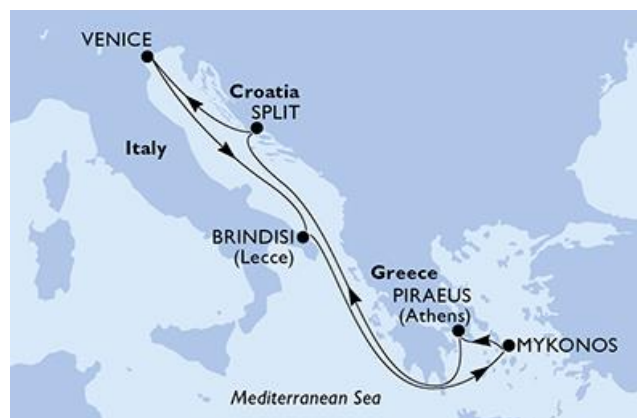 VENICE
Croatia
SPLIT
Italy
BRINDISI
(Lecce)
Greece
PIRAEUS
(Athens)
MYKONOS
Mediterranean Sea